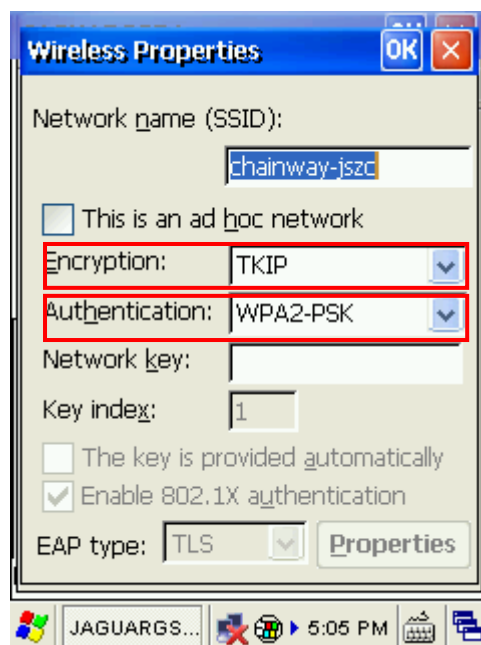 Wireless Properties OK
Network name (SSID):
chainway-jszc
This is an ad hoc network
Encryption: TKIP
Authentication: WPA2-PSK
Network key:
Key index: 1
The key is provided automatically
Enable 802.1X authentication
EAP type: TLS Properties
JAGUARGS... 5:05 PM